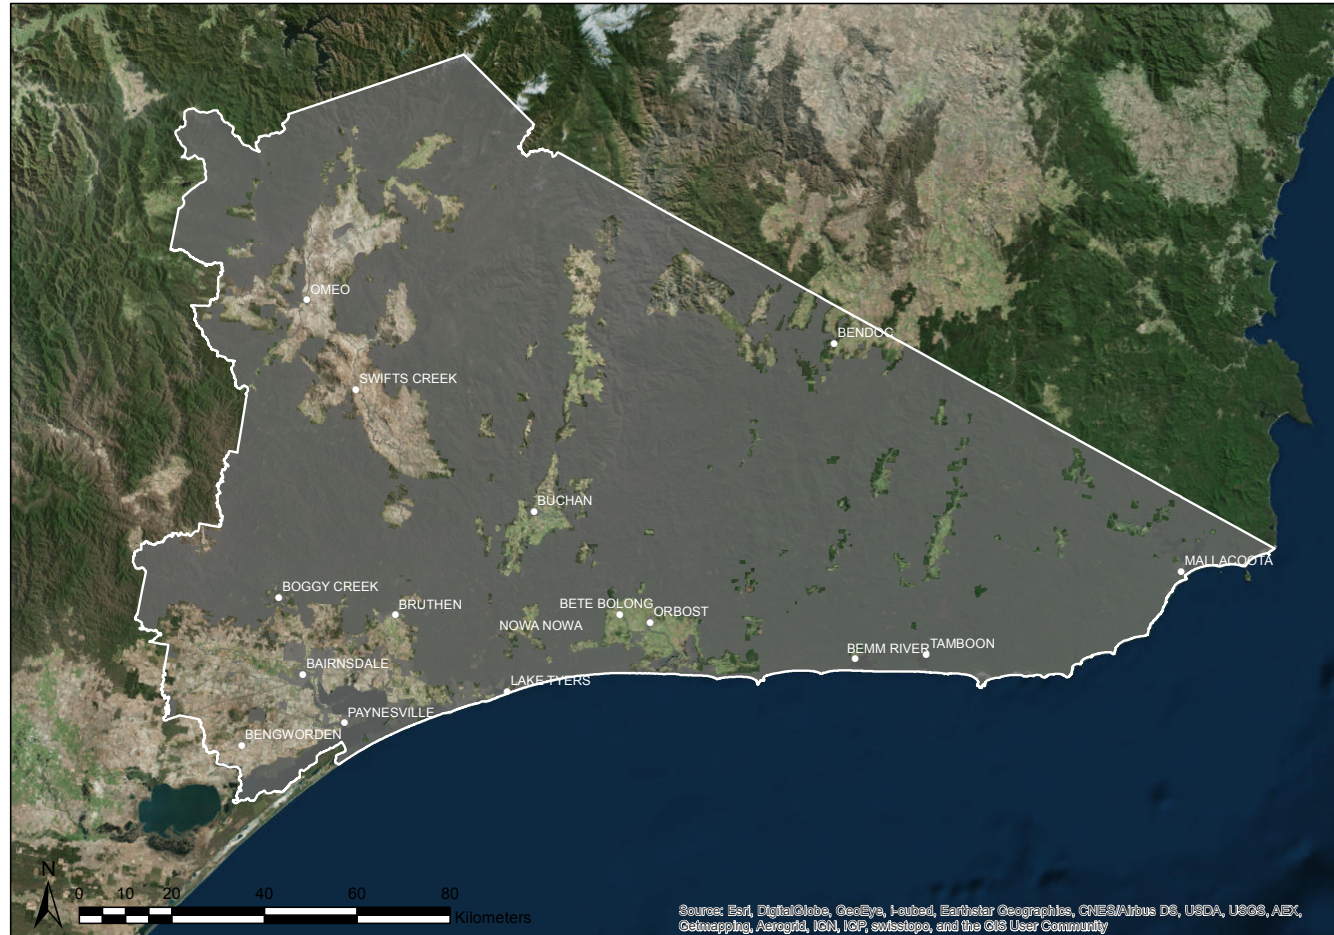 OMEO
BENDOC
SWIFTS CREEK
BUCHAN
MALLACOOTA
BOGGY CREEK
BRUTHEN
BETE BOLONG
ORBOST
NOWA NOWA
BEMM RIVER
TAMBOON
BAIRNSDALE
LAKE TYERS
PAYNESVILLE
BENGWORDEN
N
0 10 20 40 60 80
Kilometers
Source: Esri, DigitalGlobe, GeoEye, i-cubed, Earthstar Geographics, CNES/Airbus DS, USDA, USGS, AEX,
Getmapping, Aerogrid, IGN, IGP, swisstopo, and the GIS User Community